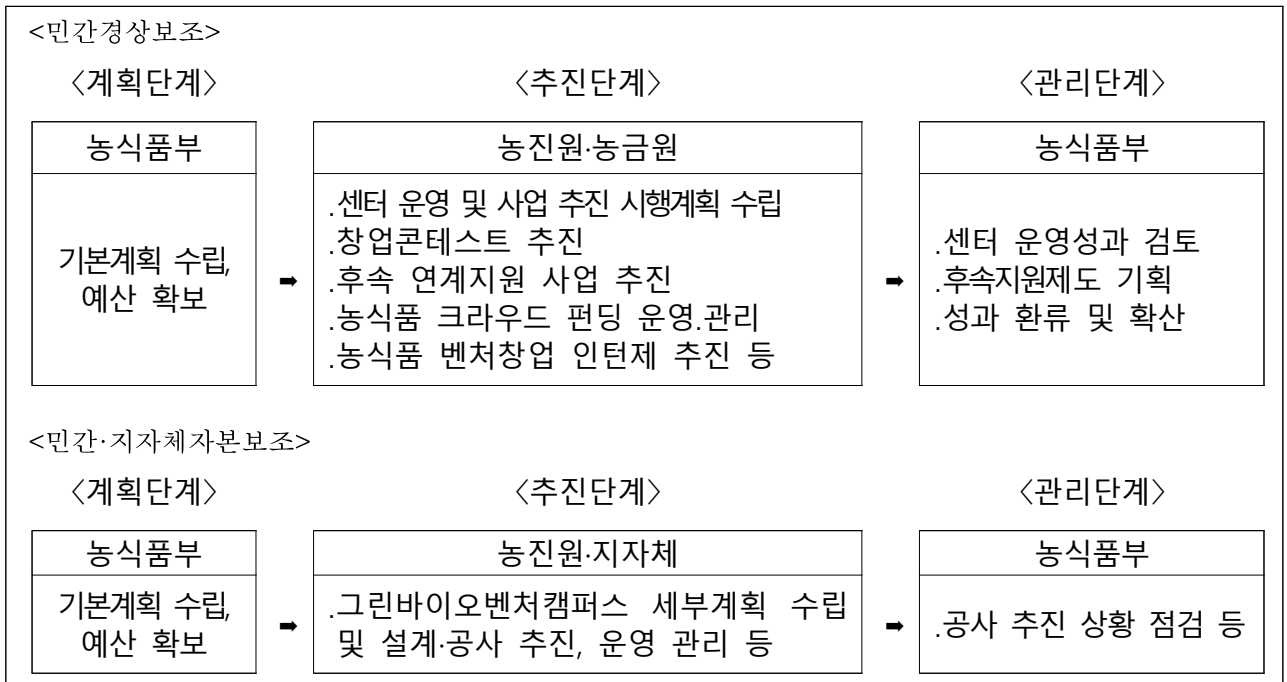 <민간경상보조>
〈계획단계〉 〈추진단계〉 〈관리단계〉
농식품부 농진원·농금원 농식품부
기본계획 수립,
예산 확보
➡
.센터 운영 및 사업 추진 시행계획 수립
.창업콘테스트 추진
.후속 연계지원 사업 추진
.농식품 크라우드 펀딩 운영.관리
.농식품 벤처창업 인턴제 추진 등
➡
.센터 운영성과 검토
.후속지원제도 기획
.성과 환류 및 확산
<민간·지자체자본보조>
〈계획단계〉 〈추진단계〉 〈관리단계〉
농식품부 농진원·지자체 농식품부
기본계획 수립,
예산 확보
➡
.그린바이오벤처캠퍼스 세부계획 수립
및 설계·공사 추진, 운영 관리 등
➡
.공사 추진 상황 점검 등